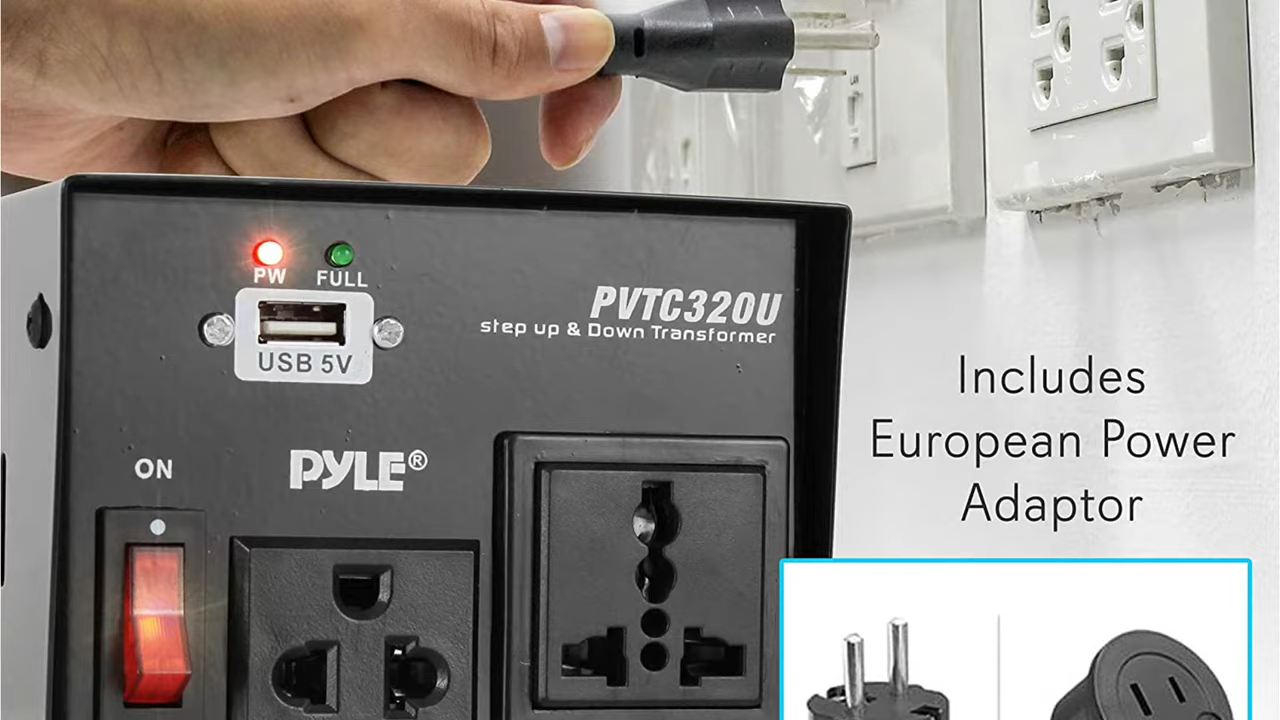 PW
FULL
USB 5V
PVTC320U
step up & Down Transformer
Includes
European Power
Adaptor
ON
PYLE®